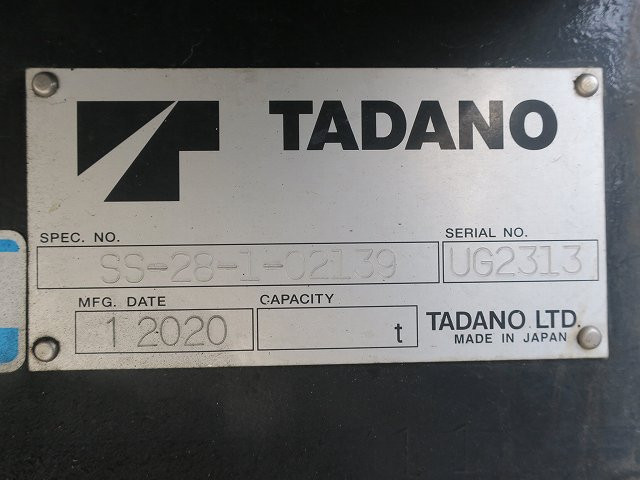 TADANO
SPEC. NO.
SERIAL NO.
SS-28-1-02139
UG2313
MFG. DATE
CAPACITY
1 2020
t
TADANO LTD.
MADE IN JAPAN